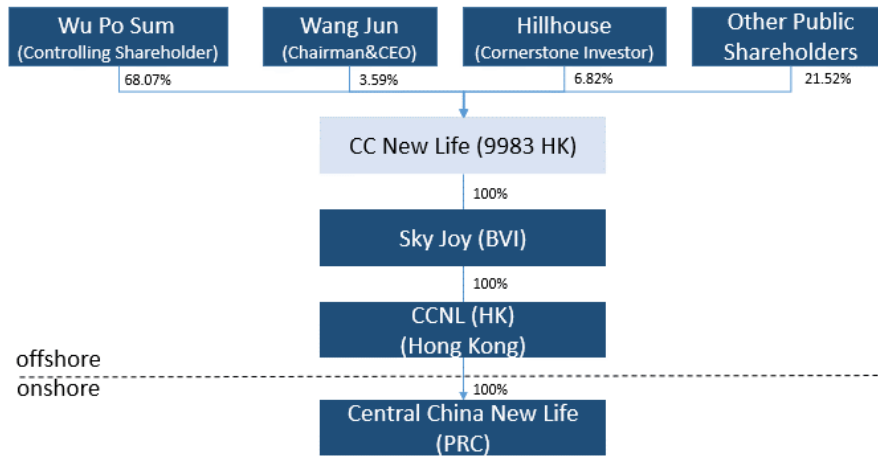 Wu Po Sum
(Controlling Shareholder)
Wang Jun
(Chairman&CEO)
Hillhouse
(Cornerstone Investor)
Other Public
Shareholders
68.07%
3.59%
6.82%
21.52%
CC New Life (9983 HK)
100%
Sky Joy (BVI)
100%
CCNL (HK)
(Hong Kong)
offshore
onshore
100%
Central China New Life
(PRC)